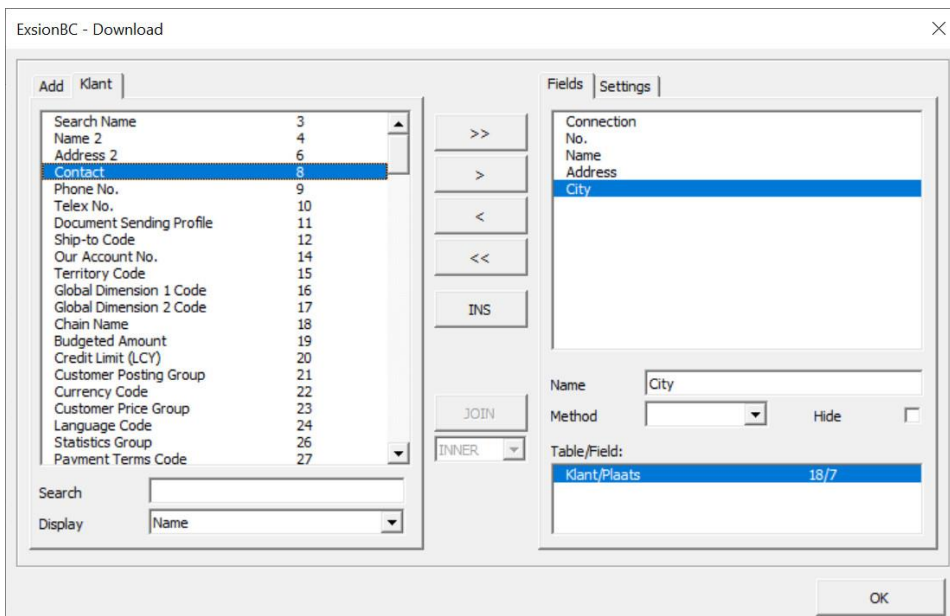 ExsionBC - Download
Add Klant
Search Name 3
Name 2 4
Address 2 6
Contact 8
Phone No. 9
Telex No. 10
Document Sending Profile 11
Ship-to Code 12
Our Account No. 14
Territory Code 15
Global Dimension 1 Code 16
Global Dimension 2 Code 17
Chain Name 18
Budgeted Amount 19
Credit Limit (LCY) 20
Customer Posting Group 21
Currency Code 22
Customer Price Group 23
Language Code 24
Statistics Group 26
Payment Terms Code 27
Search
Display Name
>>
>
<
<<
INS
JOIN
INNER
Fields Settings
Connection
No.
Name
Address
City
Name City
Method Hide
Table/Field:
Klant/Plaats 18/7
OK